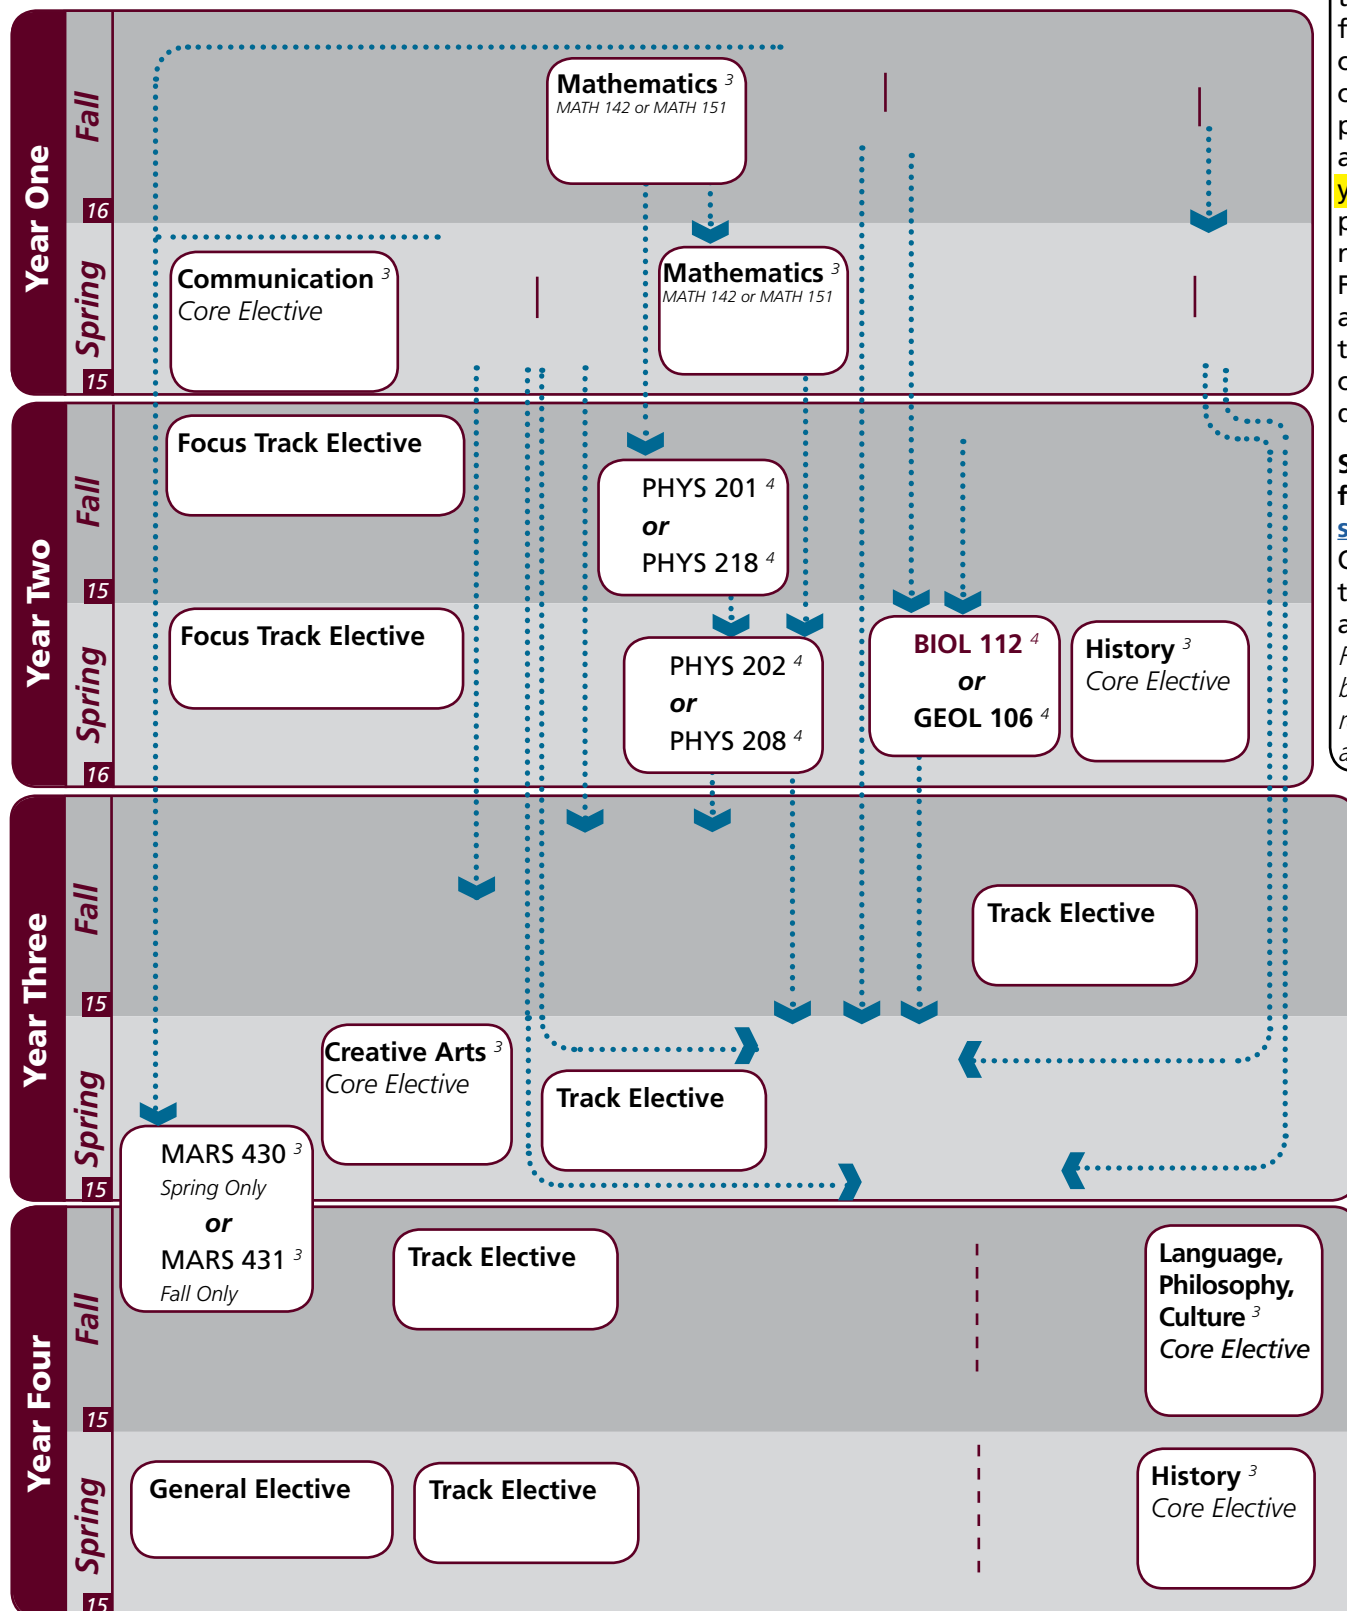 Year One
Fall
16
Mathematics 3
MATH 142 or MATH 151
Spring
15
Communication 3
Core Elective
Mathematics 3
MATH 142 or MATH 151
Year Two
Fall
15
Focus Track Elective
PHYS 201 4
or
PHYS 218 4
Spring
16
Focus Track Elective
PHYS 202 4
or
PHYS 208 4
BIOL 112 4
or
GEOL 106 4
History 3
Core Elective
Year Three
Fall
15
Track Elective
Spring
15
Creative Arts 3
Core Elective
Track Elective
MARS 430 3
Spring Only
or
MARS 431 3
Fall Only
Year Four
Fall
15
Track Elective
Language,
Philosophy,
Culture 3
Core Elective
Spring
15
General Elective
Track Elective
History 3
Core Elective